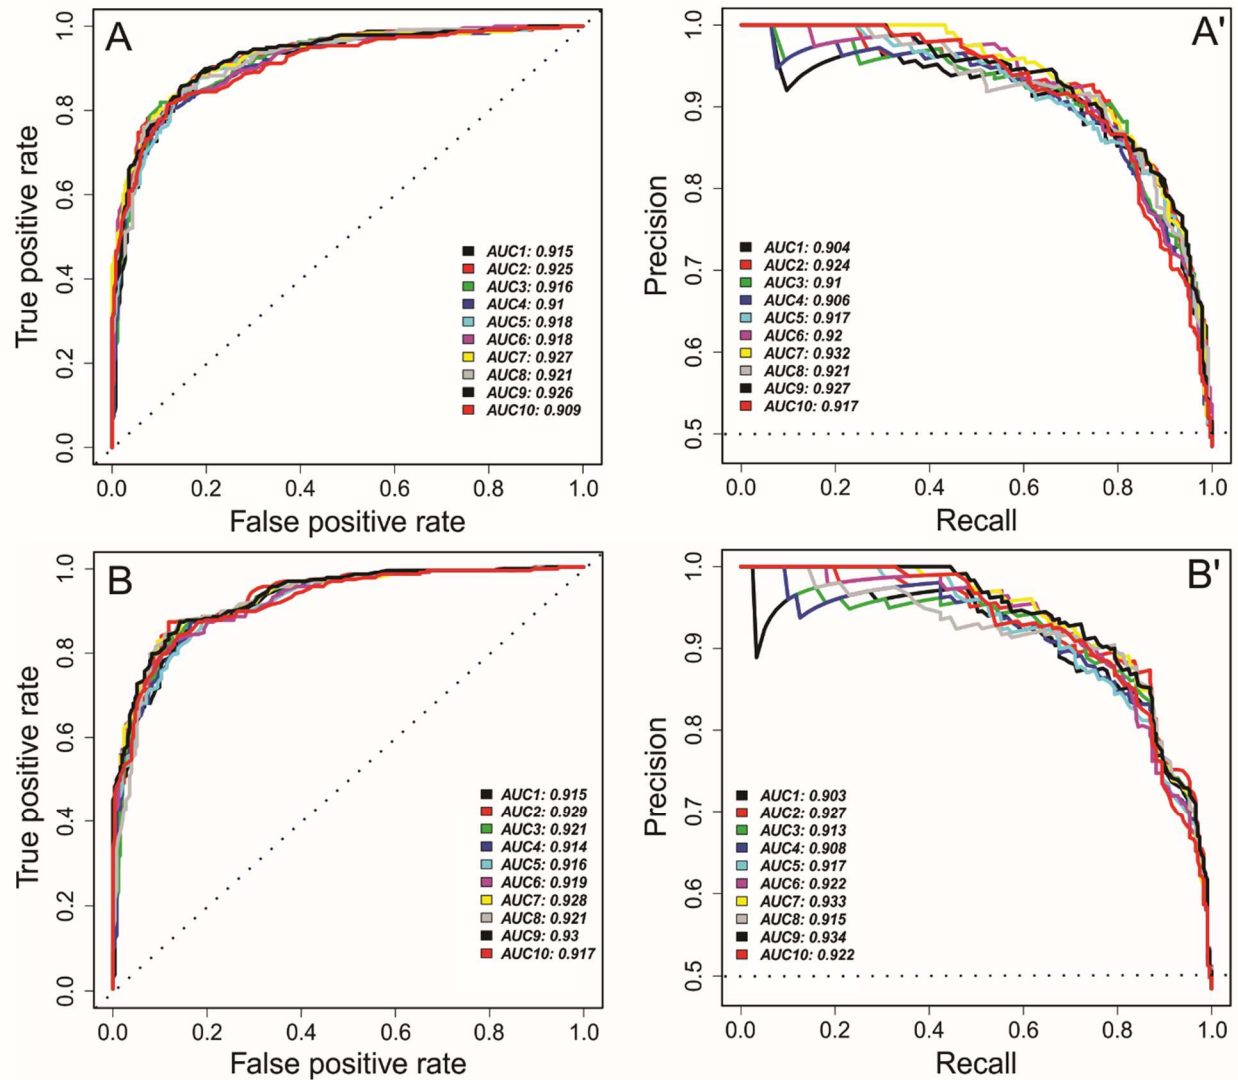 A
True positive rate
1.0
0.8
0.6
0.4
0.2
0.0
AUC1: 0.915
AUC2: 0.925
AUC3: 0.916
AUC4: 0.91
AUC5: 0.918
AUC6: 0.918
AUC7: 0.927
AUC8: 0.921
AUC9: 0.926
AUC10: 0.909
0.0 0.2 0.4 0.6 0.8 1.0
False positive rate
A'
Precision
1.0
0.9
0.8
0.7
0.6
0.5
AUC1: 0.904
AUC2: 0.924
AUC3: 0.91
AUC4: 0.906
AUC5: 0.917
AUC6: 0.92
AUC7: 0.932
AUC8: 0.921
AUC9: 0.927
AUC10: 0.917
0.0 0.2 0.4 0.6 0.8 1.0
Recall
B
True positive rate
1.0
0.8
0.6
0.4
0.2
0.0
AUC1: 0.915
AUC2: 0.929
AUC3: 0.921
AUC4: 0.914
AUC5: 0.916
AUC6: 0.919
AUC7: 0.928
AUC8: 0.921
AUC9: 0.93
AUC10: 0.917
0.0 0.2 0.4 0.6 0.8 1.0
False positive rate
B'
Precision
1.0
0.9
0.8
0.7
0.6
0.5
AUC1: 0.903
AUC2: 0.927
AUC3: 0.913
AUC4: 0.908
AUC5: 0.917
AUC6: 0.922
AUC7: 0.933
AUC8: 0.915
AUC9: 0.934
AUC10: 0.922
0.0 0.2 0.4 0.6 0.8 1.0
Recall